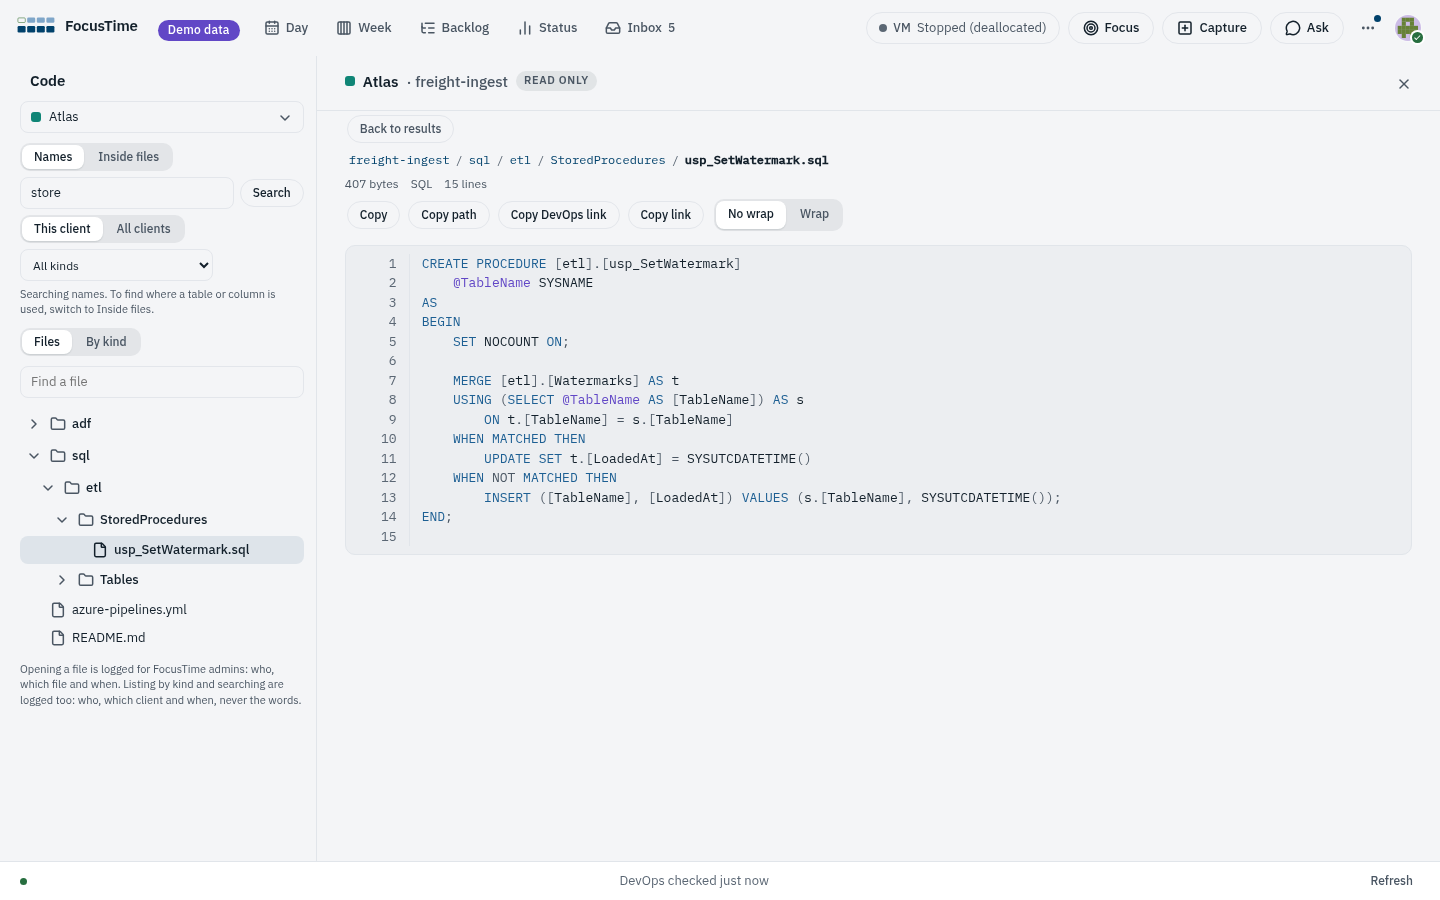 FocusTime
Demo data
Day
Week
Backlog
Status
Inbox 5
VM Stopped (deallocated)
Focus
Capture
Ask
Code
Atlas
Names
Inside files
store
Search
This client
All clients
All kinds
Searching names. To find where a table or column is
used, switch to Inside files.
Files
By kind
Find a file
adf
sql
etl
StoredProcedures
usp_SetWatermark.sql
Tables
azure-pipelines.yml
README.md
Opening a file is logged for FocusTime admins: who,
which file and when. Listing by kind and searching are
logged too: who, which client and when, never the words.
Atlas · freight-ingest READ ONLY
Back to results
freight-ingest / sql / etl / StoredProcedures / usp_SetWatermark.sql
407 bytes SQL 15 lines
Copy
Copy path
Copy DevOps link
Copy link
No wrap
Wrap
1 CREATE PROCEDURE [etl].[usp_SetWatermark]
2     @TableName SYSNAME
3 AS
4 BEGIN
5     SET NOCOUNT ON;
6
7     MERGE [etl].[Watermarks] AS t
8     USING (SELECT @TableName AS [TableName]) AS s
9         ON t.[TableName] = s.[TableName]
10     WHEN MATCHED THEN
11         UPDATE SET t.[LoadedAt] = SYSUTCDATETIME()
12     WHEN NOT MATCHED THEN
13         INSERT ([TableName], [LoadedAt]) VALUES (s.[TableName], SYSUTCDATETIME());
14 END;
15
DevOps checked just now
Refresh